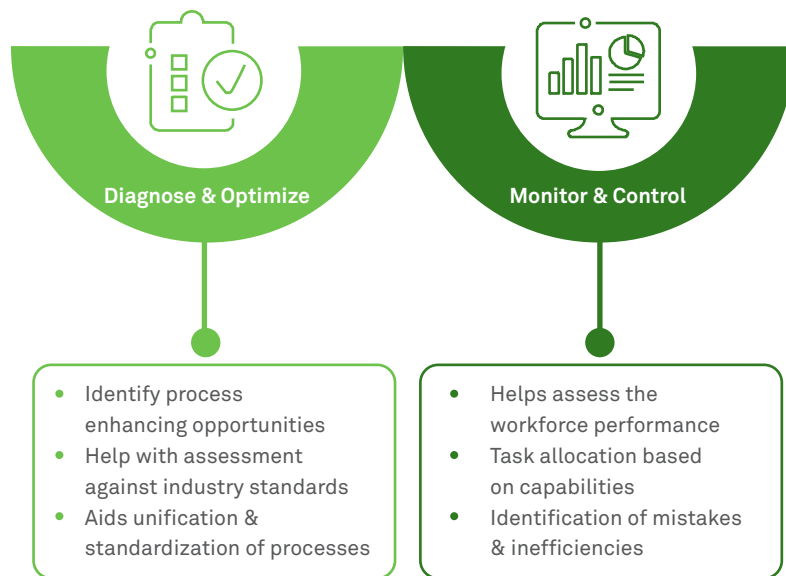 Diagnose & Optimize
• Identify process
enhancing opportunities
• Help with assessment
against industry standards
• Aids unification &
standardization of processes
Monitor & Control
• Helps assess the
workforce performance
• Task allocation based
on capabilities
• Identification of mistakes
& inefficiencies